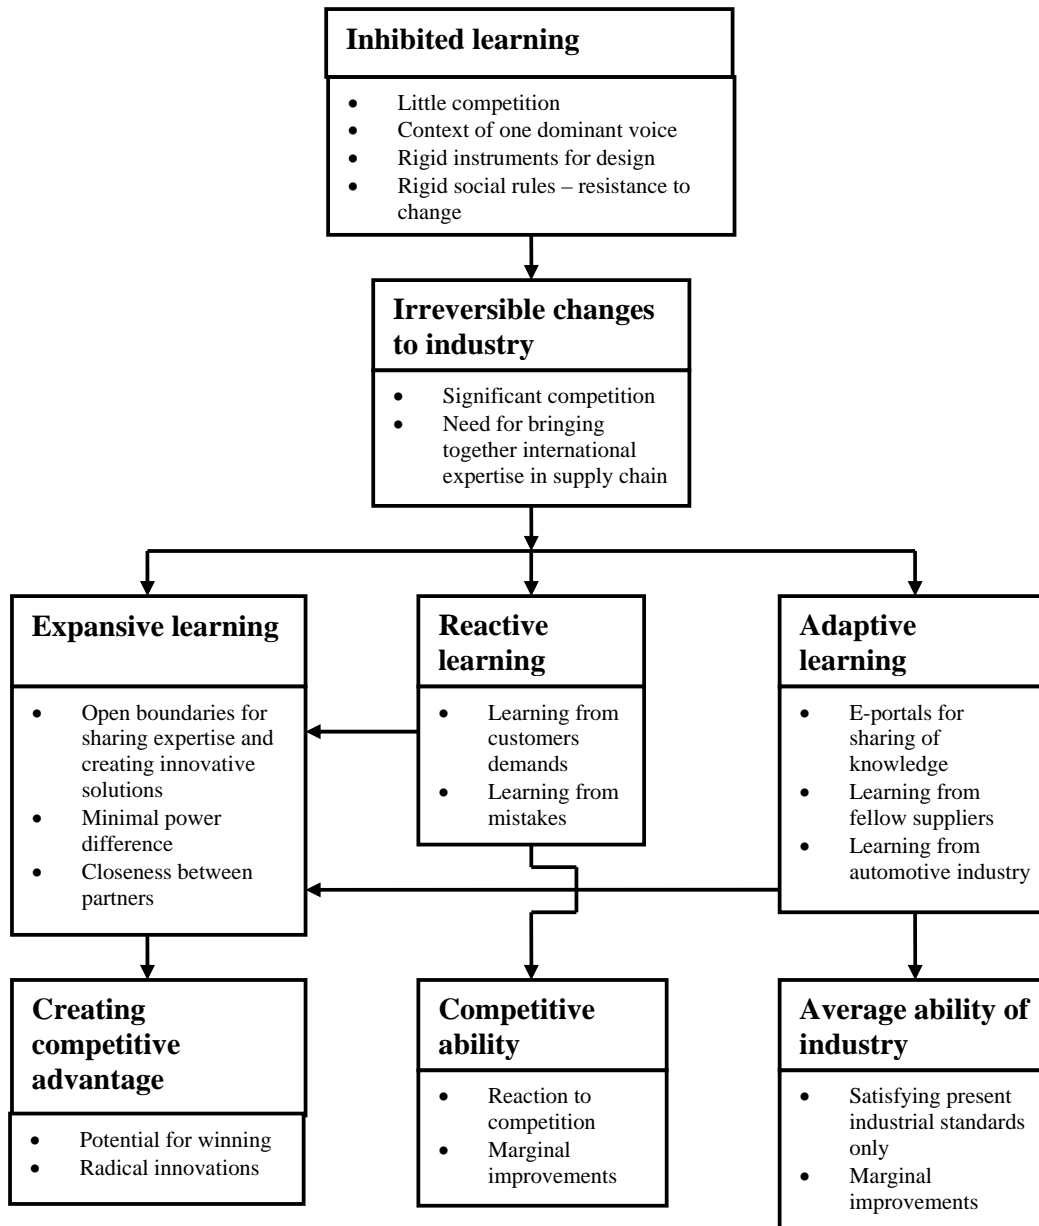 Inhibited learning
• Little competition
• Context of one dominant voice
• Rigid instruments for design
• Rigid social rules – resistance to
change
Irreversible changes
to industry
• Significant competition
• Need for bringing
together international
expertise in supply chain
Expansive learning
• Open boundaries for
sharing expertise and
creating innovative
solutions
• Minimal power
difference
• Closeness between
partners
Reactive
learning
• Learning from
customers
demands
• Learning from
mistakes
Adaptive
learning
• E-portals for
sharing of
knowledge
• Learning from
fellow suppliers
• Learning from
automotive industry
Creating
competitive
advantage
• Potential for winning
• Radical innovations
Competitive
ability
• Reaction to
competition
• Marginal
improvements
Average ability of
industry
• Satisfying present
industrial standards
only
• Marginal
improvements